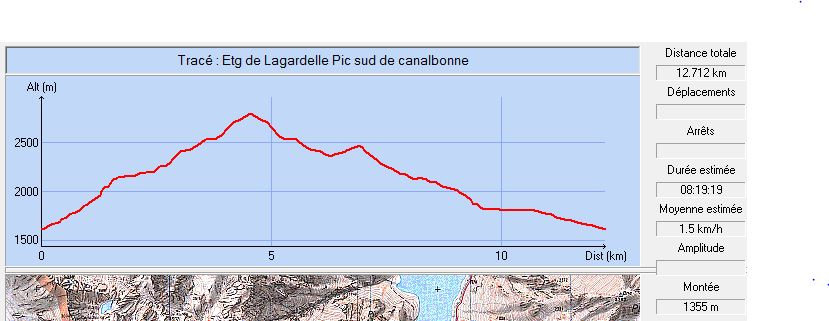 Tracé : Etg de Lagardelle Pic sud de canalbonne
Alt (m)
2500
2000
1500
0
5
10
Dist (km)
Distance totale
12.712 km
Déplacements
Arrêts
Durée estimée
08:19:19
Moyenne estimée
1.5 km/h
Amplitude
Montée
1355 m